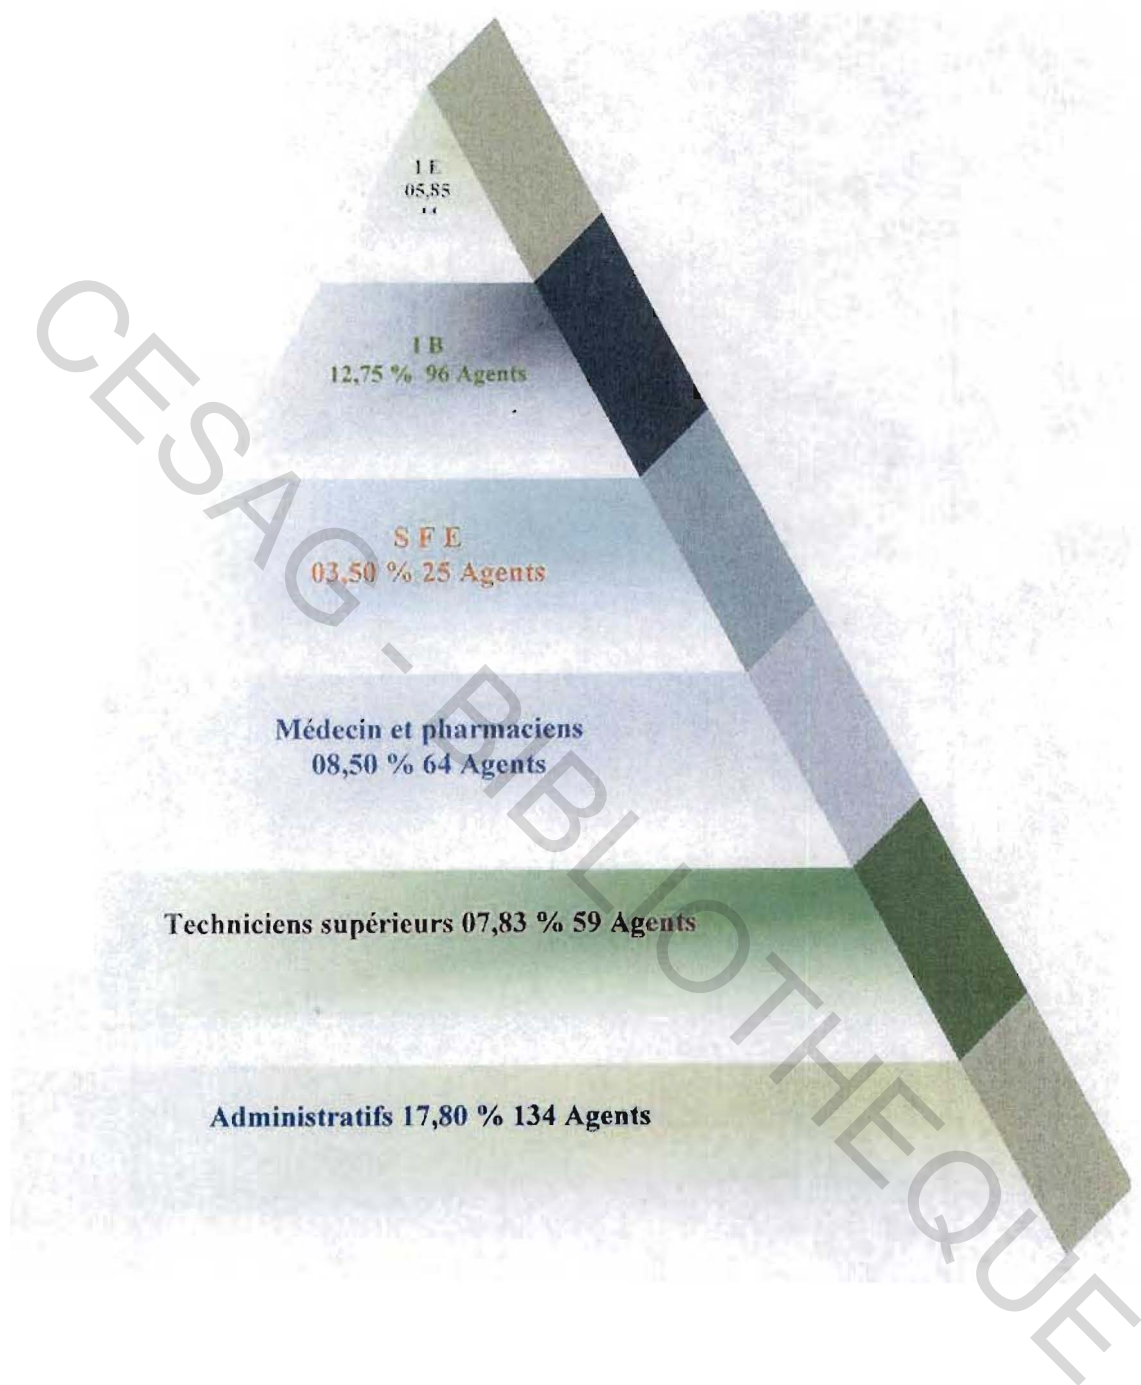 I E
05,85
I B
12,75 % 96 Agents
S F E
03,50 % 25 Agents
Médecin et pharmaciens
08,50 % 64 Agents
Techniciens supérieurs 07,83 % 59 Agents
Administratifs 17,80 % 134 Agents
CESAG - BIBLIOTHEQUE